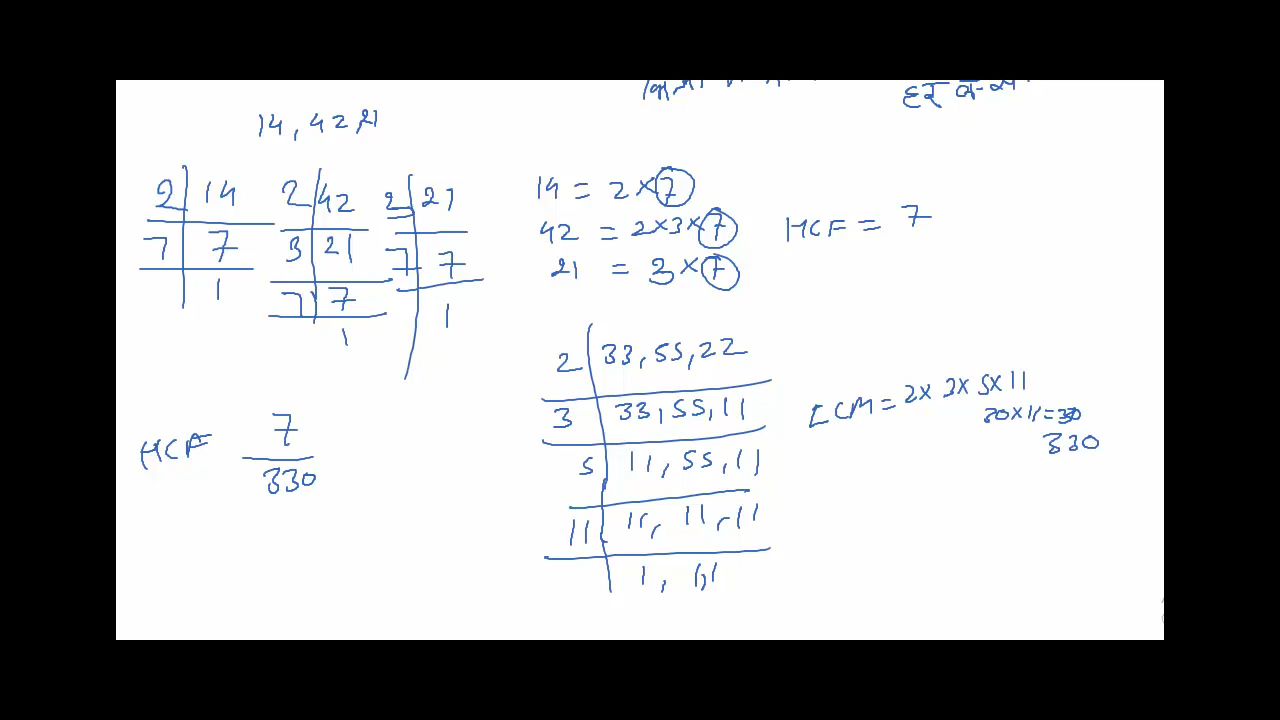 हर
14, 42, 21
2 | 14
7 | 7
1
2 | 42
3 | 21
7 | 7
1
2 | 21
7 | 7
1
14 = 2×7
42 = 2×3×7
21 = 3×7
HCF = 7
2 | 33, 55, 22
3 | 33, 55, 11
5 | 11, 55, 11
11 | 11, 11, 11
1, 1, 1
LCM = 2× 3× 5× 11
30×11=330
330
HCF 7
330